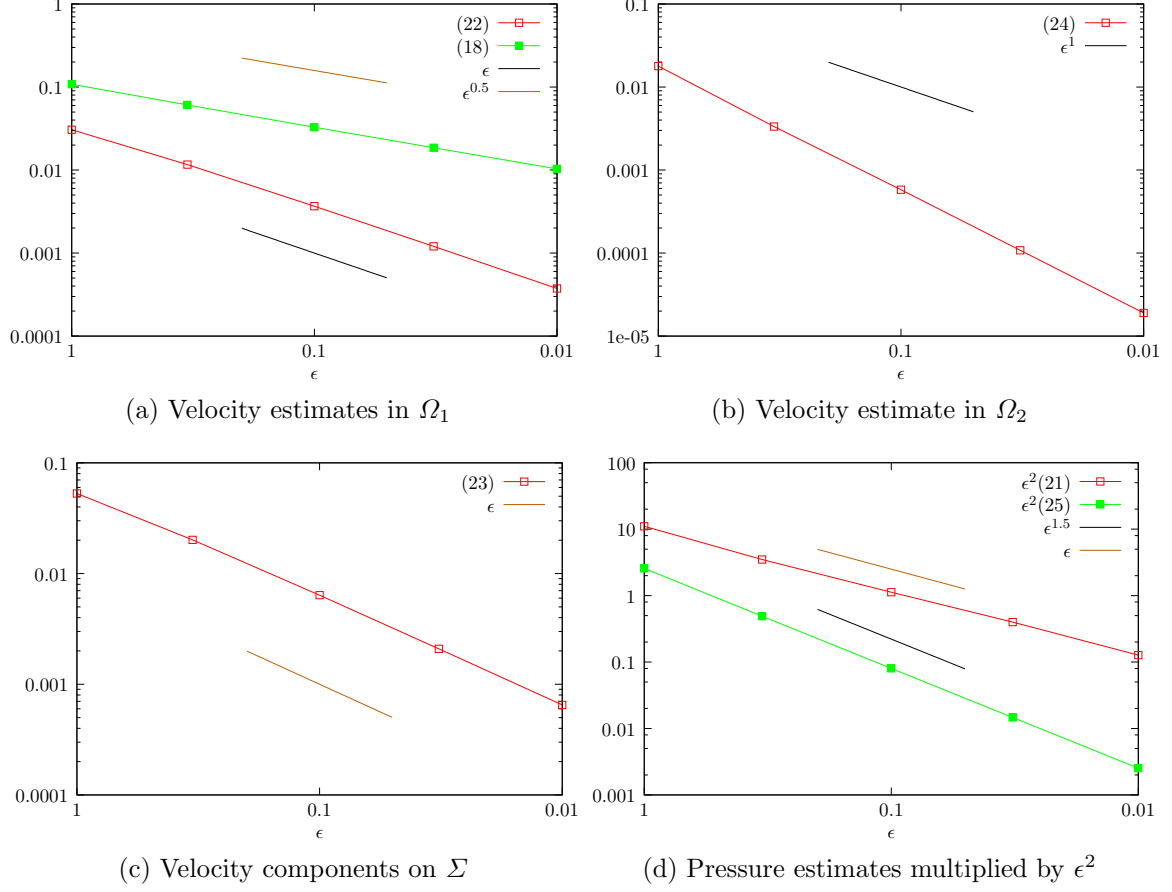 1
0.1
0.01
0.001
0.0001
1
0.1
0.01
ϵ
(22)
(18)
ϵ
ϵ^0.5
(a) Velocity estimates in Ω₁
0.1
0.01
0.001
0.0001
1e-05
1
0.1
0.01
ϵ
(24)
ϵ^1
(b) Velocity estimate in Ω₂
0.1
0.01
0.001
0.0001
1
0.1
0.01
ϵ
(23)
ϵ
(c) Velocity components on Σ
100
10
1
0.1
0.01
0.001
1
0.1
0.01
ϵ
ϵ²(21)
ϵ²(25)
ϵ^1.5
ϵ
(d) Pressure estimates multiplied by ϵ²